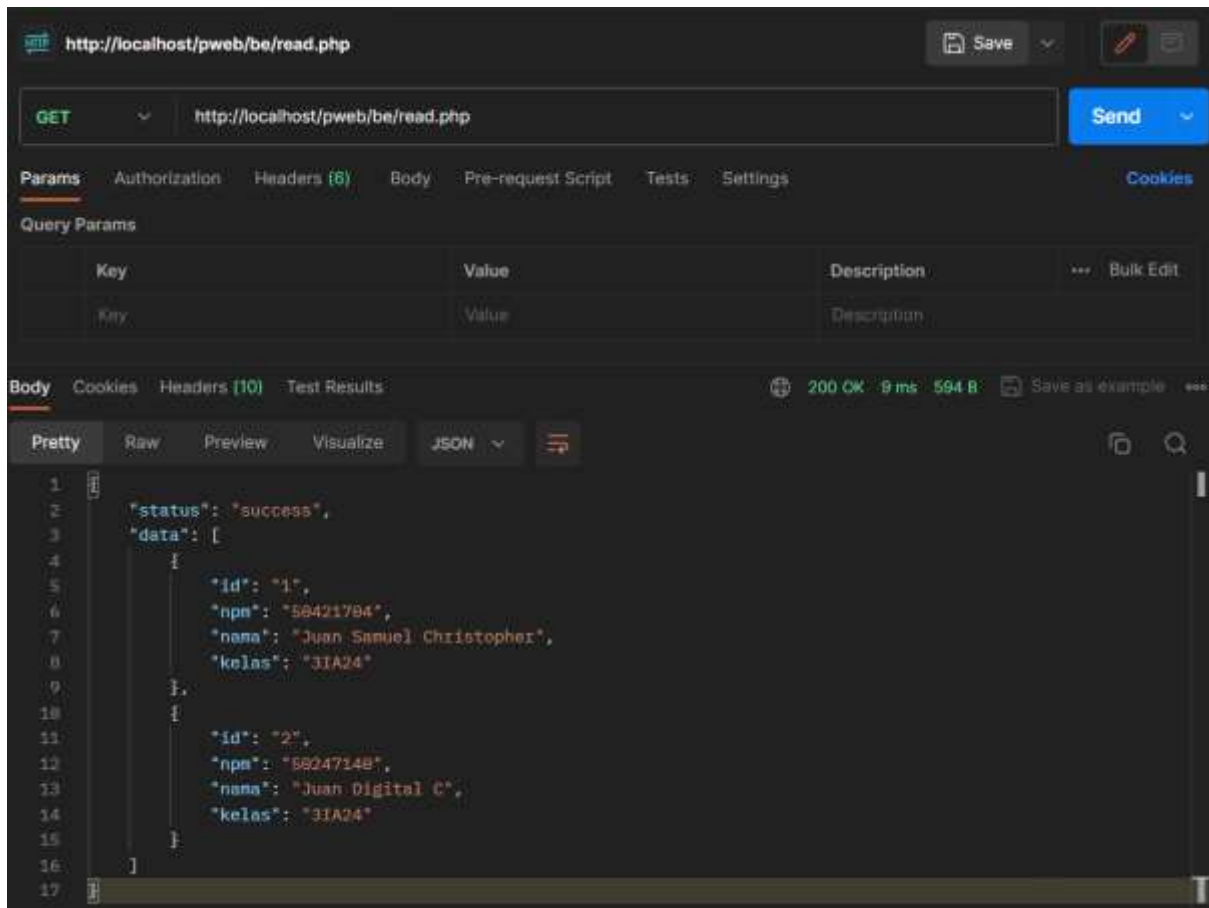 HTTP http://localhost/pweb/be/read.php Save
GET http://localhost/pweb/be/read.php Send
Params Authorization Headers (6) Body Pre-request Script Tests Settings Cookies
Query Params
Key Value Description ••• Bulk Edit
Key Value Description
Body Cookies Headers (10) Test Results 200 OK 9 ms 594 B Save as example •••
Pretty Raw Preview Visualize JSON
1 {
2 "status": "success",
3 "data": [
4 {
5 "id": "1",
6 "npm": "50421704",
7 "nama": "Juan Samuel Christopher",
8 "kelas": "3IA24"
9 },
10 {
11 "id": "2",
12 "npm": "50247140",
13 "nama": "Juan Digital C",
14 "kelas": "3IA24"
15 }
16 ]
17 }